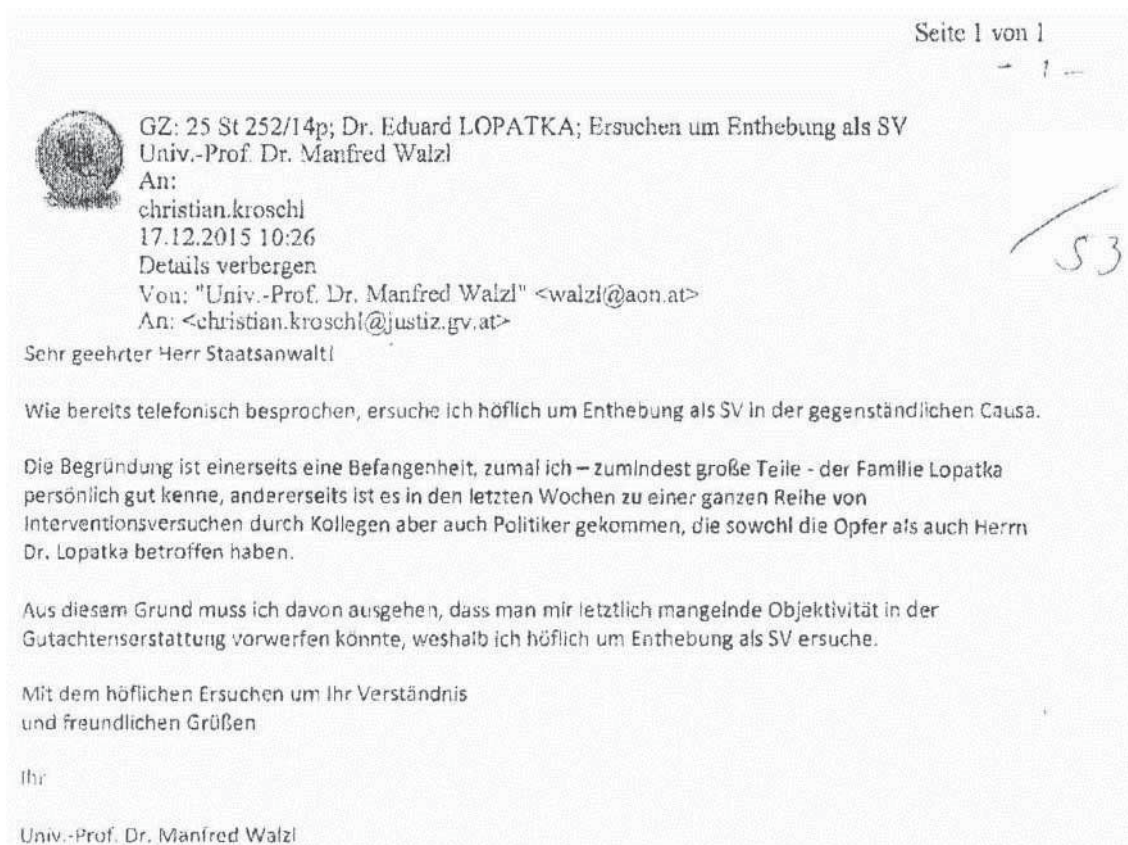 Seite 1 von 1
- 1 -
GZ: 25 St 252/14p; Dr. Eduard LOPATKA; Ersuchen um Enthebung als SV
Univ.-Prof. Dr. Manfred Walzl
An:
christian.kroschl
17.12.2015 10:26
Details verbergen
Von: "Univ.-Prof. Dr. Manfred Walzl" <walzl@aon.at>
An: <christian.kroschl@justiz.gv.at>
53
Sehr geehrter Herr Staatsanwalt!
Wie bereits telefonisch besprochen, ersuche ich höflich um Enthebung als SV in der gegenständlichen Causa.
Die Begründung ist einerseits eine Befangenheit, zumal ich – zumindest große Teile - der Familie Lopatka
persönlich gut kenne, andererseits ist es in den letzten Wochen zu einer ganzen Reihe von
Interventionsversuchen durch Kollegen aber auch Politiker gekommen, die sowohl die Opfer als auch Herrn
Dr. Lopatka betroffen haben.
Aus diesem Grund muss ich davon ausgehen, dass man mir letztlich mangelnde Objektivität in der
Gutachtenserstattung vorwerfen könnte, weshalb ich höflich um Enthebung als SV ersuche.
Mit dem höflichen Ersuchen um Ihr Verständnis
und freundlichen Grüßen
Ihr
Univ.-Prof. Dr. Manfred Walzl